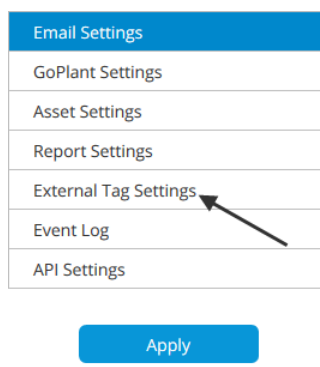 Email Settings
GoPlant Settings
Asset Settings
Report Settings
External Tag Settings
Event Log
API Settings
Apply